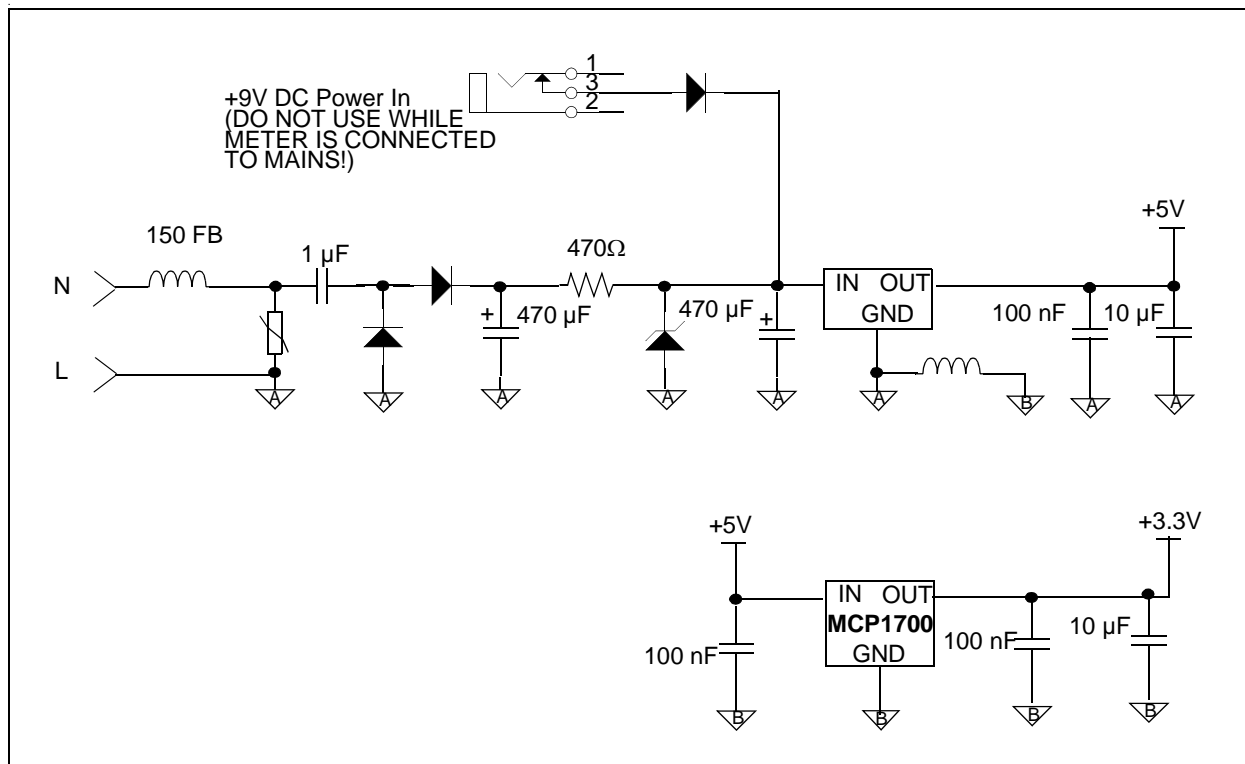 1
3
2
+9V DC Power In
(DO NOT USE WHILE
METER IS CONNECTED
TO MAINS!)
+5V
150 FB
1 µF
470Ω
N
IN OUT
GND
+
470 µF
470 µF
+
100 nF
10 µF
L
A
A
A
A
A
A
B
A
A
+5V
+3.3V
IN OUT
MCP1700
GND
100 nF
100 nF
10 µF
B
B
B
B